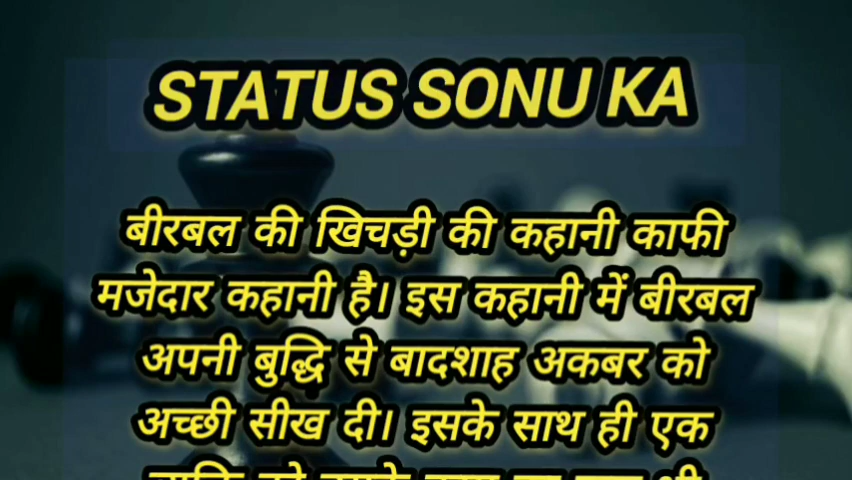 STATUS SONU KA
बीरबल की खिचड़ी की कहानी काफी
मजेदार कहानी है। इस कहानी में बीरबल
अपनी बुद्धि से बादशाह अकबर को
अच्छी सीख दी। इसके साथ ही एक